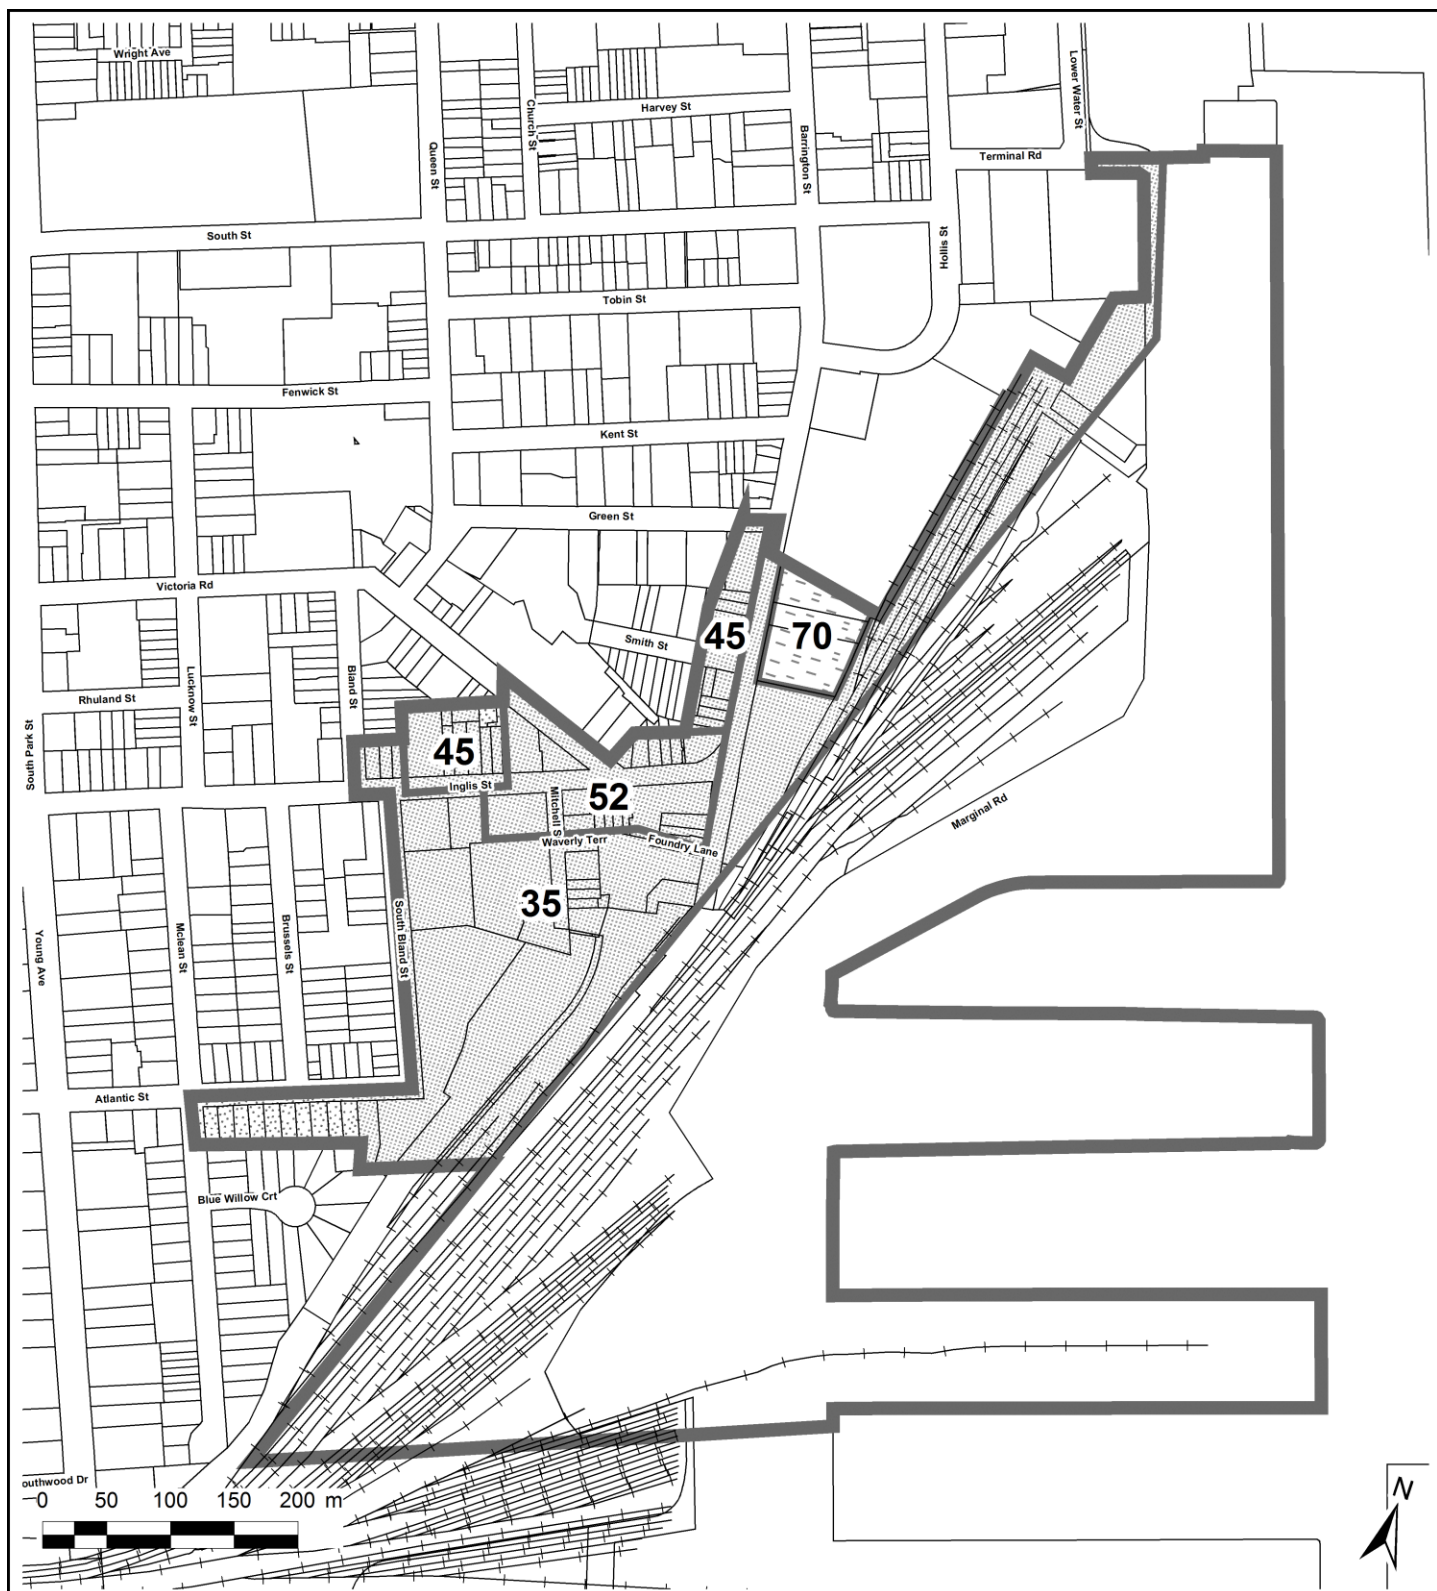 Wright Ave
Harvey St
Church St
Queen St
Barrington St
Lower Water St
Terminal Rd
South St
Hollis St
Tobin St
Fenwick St
Kent St
Green St
Victoria Rd
Smith St
45
70
Rhuland St
Lucknow St
Bland St
South Park St
45
Inglis St
52
Mitchell S
Waverly Terr
Foundry Lane
Marginal Rd
35
South Bland St
Brussels St
Mclean St
Young Ave
Atlantic St
Blue Willow Crt
outhwood Dr
0 50 100 150 200 m
N